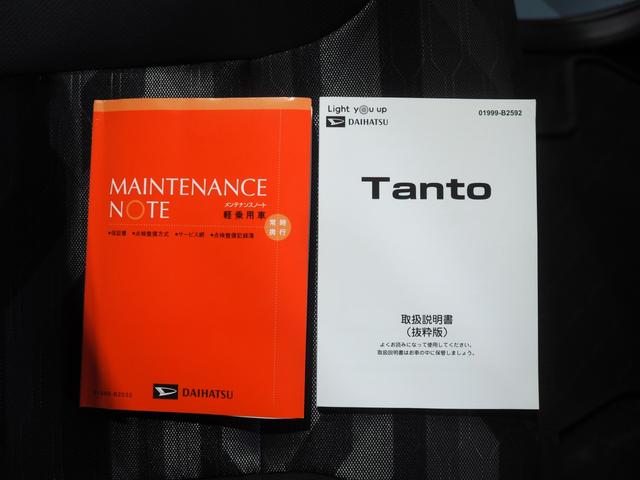 MAINTENANCE
NOTE
メンテナンスノート
軽乗用車
常時
携行
★保証書 ★点検整備方式 ★サービス網 ★点検整備記録簿
01999-B2532
DAIHATSU
Light you up
DAIHATSU
01999-B2592
Tanto
取扱説明書
(抜粋版)
よくお読みになって使用してください。
取扱説明書はお車の中に保管しましょう。